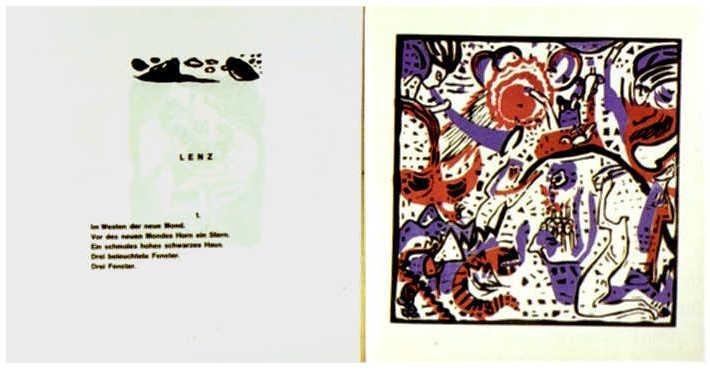 LENZ
1.
Im Westen der neue Mond.
Vor des neuen Mondes Horn ein Stern.
Ein schmales hohes schwarzes Haus.
Drei beleuchtete Fenster.
Drei Fenster.